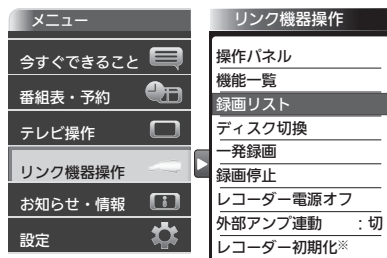 メニュー
今すぐできること
番組表・予約
テレビ操作
リンク機器操作
お知らせ・情報
設定
リンク機器操作
操作パネル
機能一覧
録画リスト
ディスク切換
一発録画
録画停止
レコーダー電源オフ
外部アンプ連動 :切
レコーダー初期化※